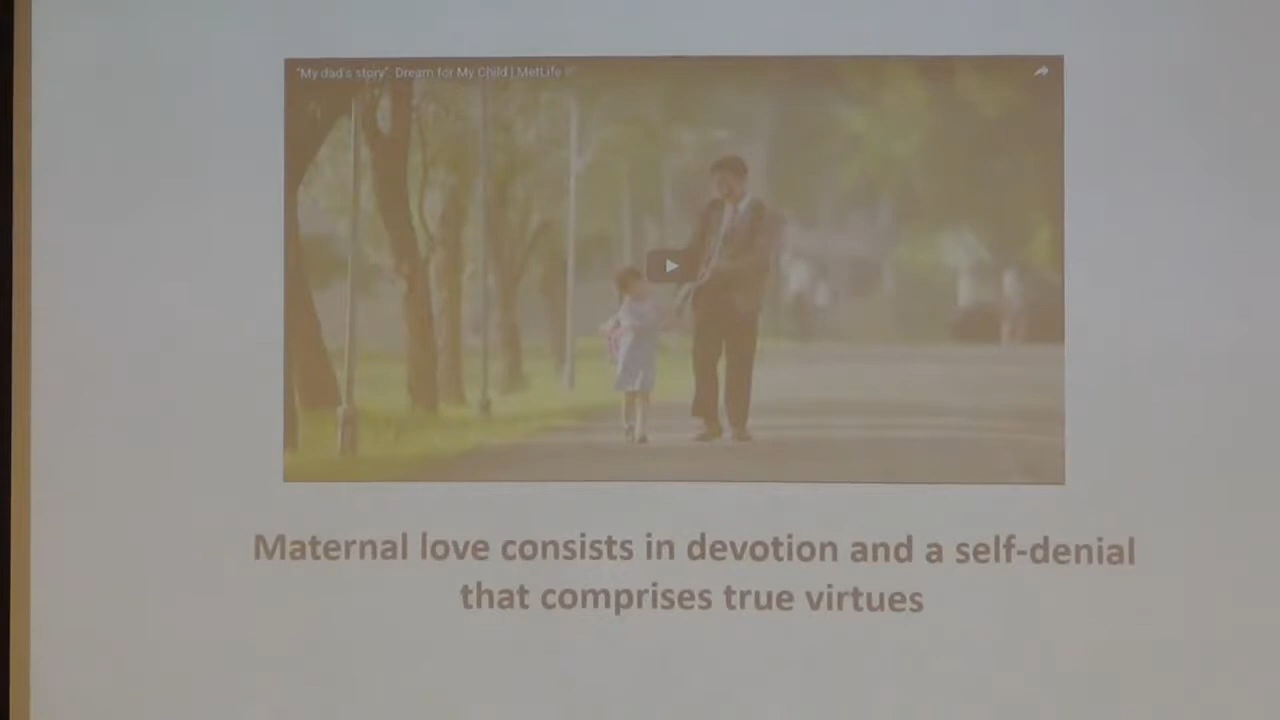 "My dad's story": Dream for My Child | MetLife
Maternal love consists in devotion and a self-denial
that comprises true virtues